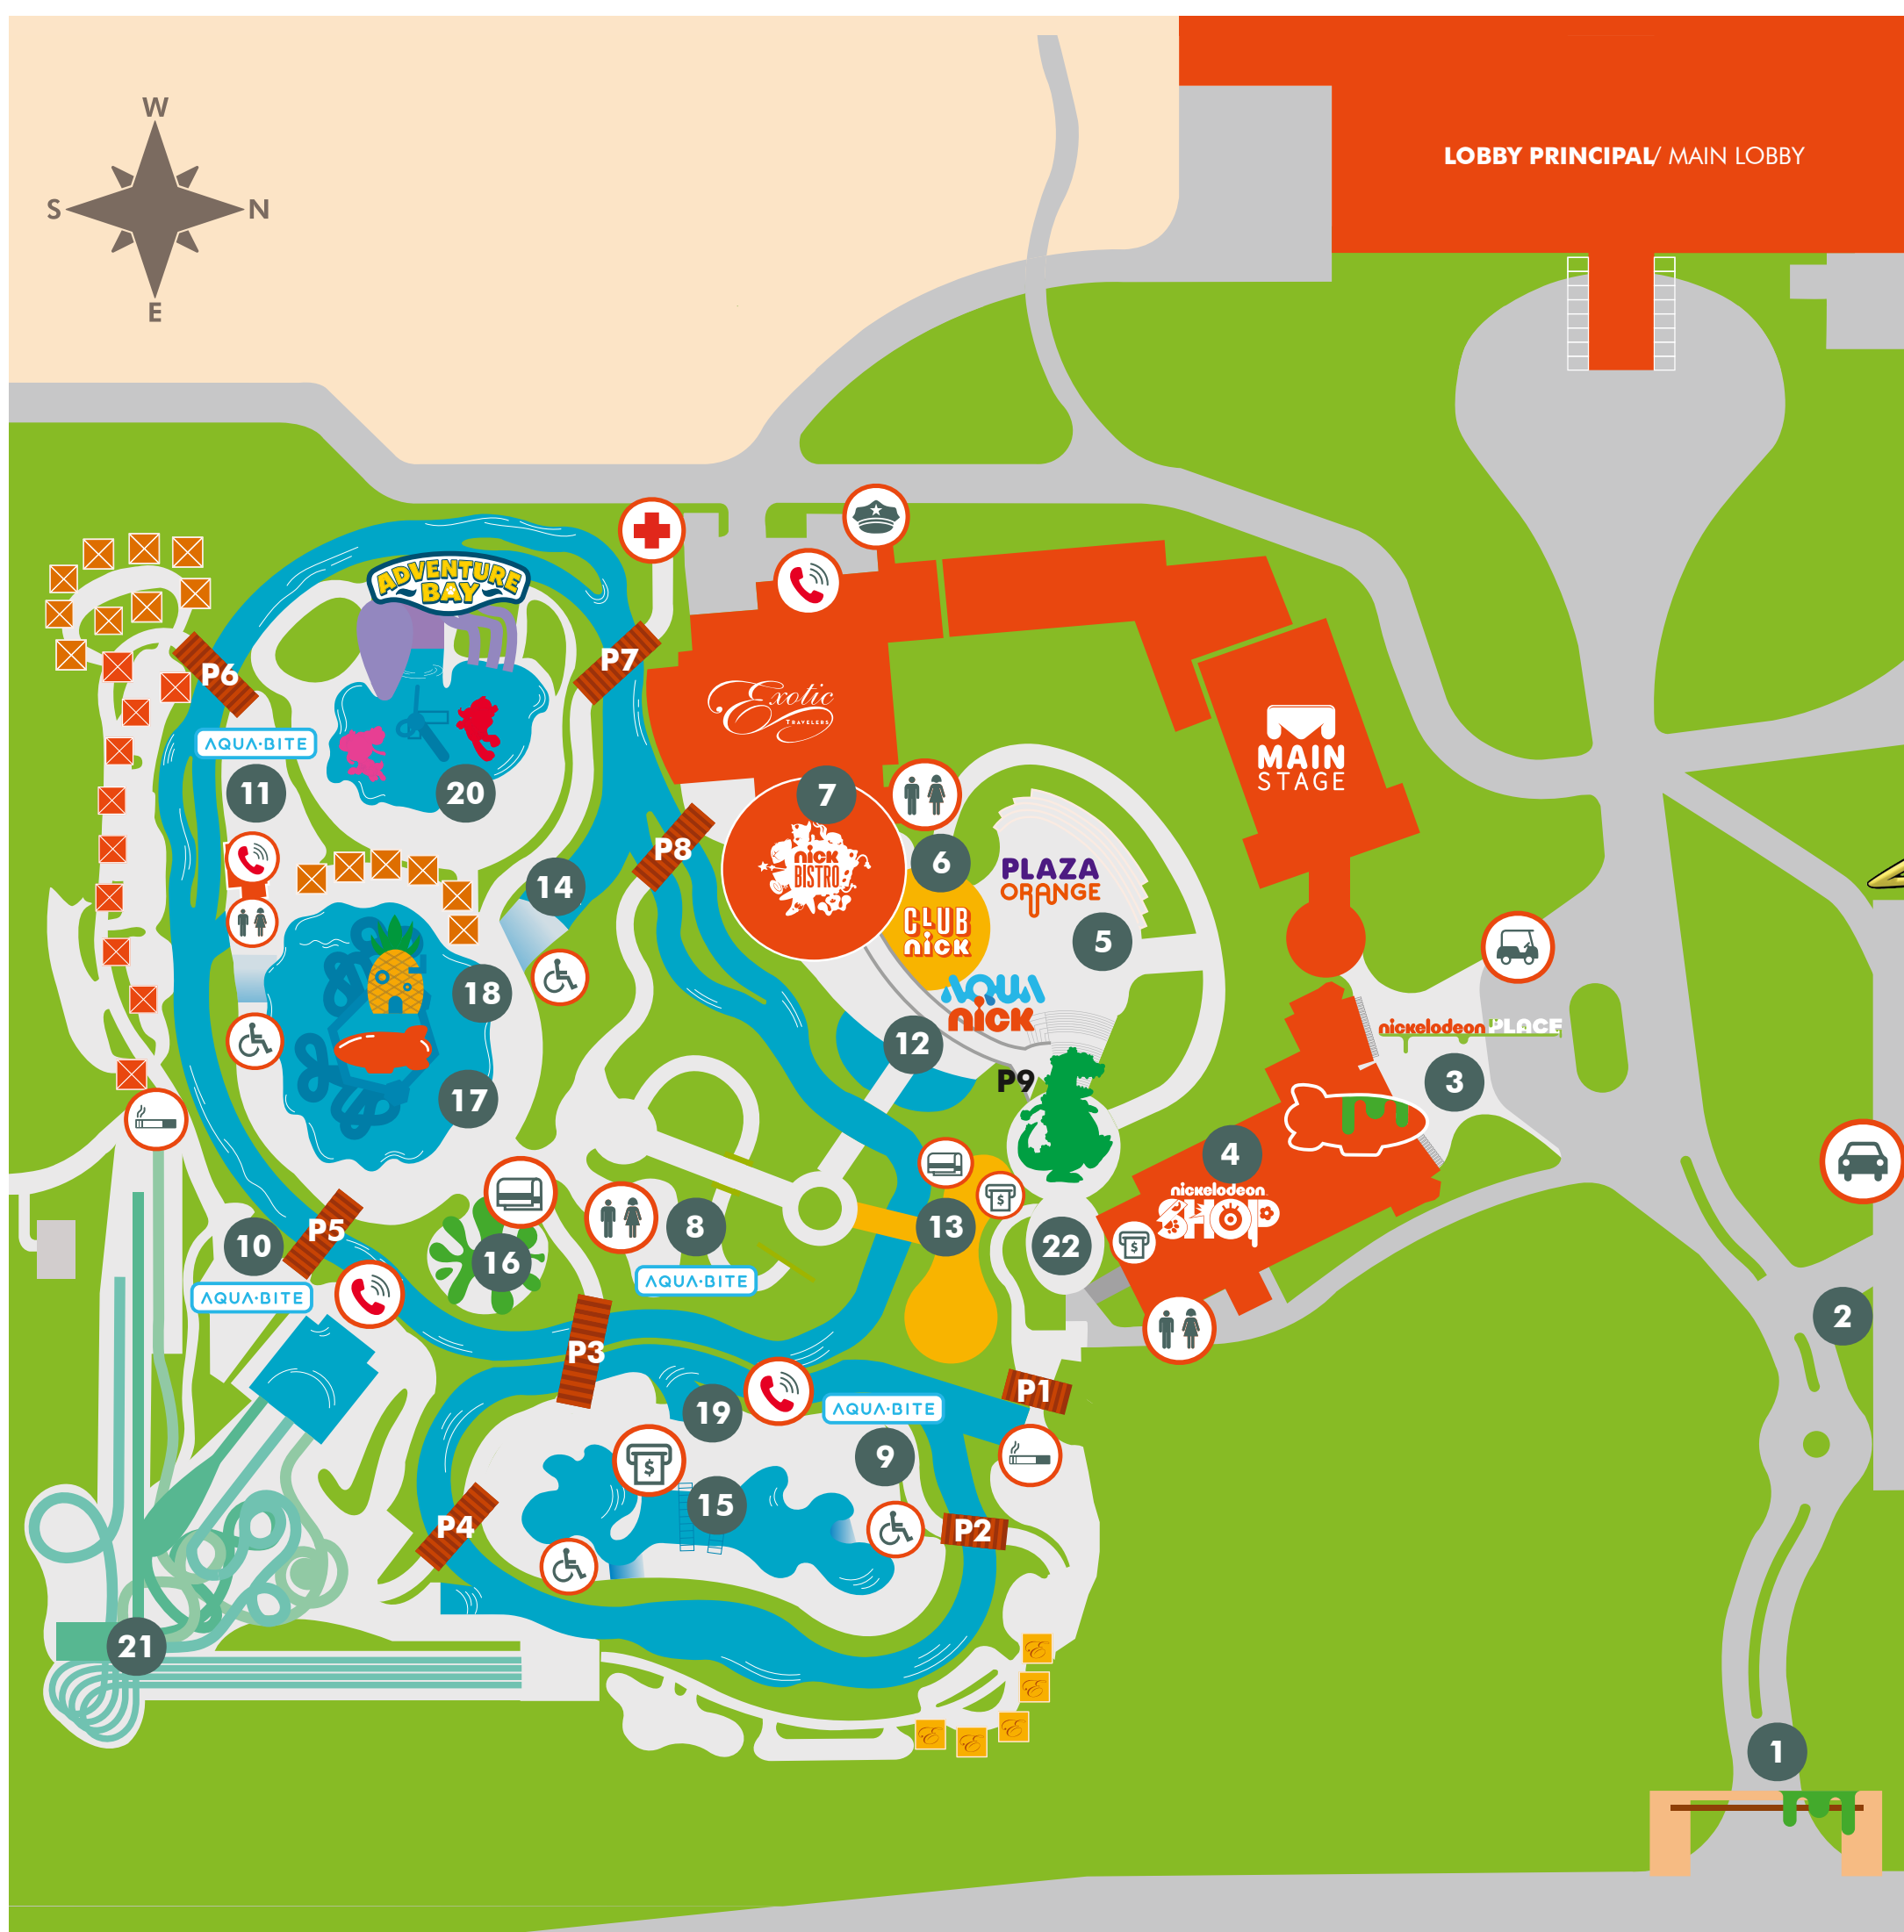 W
S
N
E
LOBBY PRINCIPAL/ MAIN LOBBY
ADVENTURE
BAY
P6
P7
Exotic
TRAVELERS
MAIN
STAGE
AQUA·BITE
11
20
7
nick
BISTRO
P8
6
PLAZA
ORANGE
14
CLUB
nick
5
18
AQUA
nick
nickelodeon PLACE
12
P9
3
17
4
nickelodeon
SHOP
10
P5
16
8
13
$
22
$
AQUA·BITE
AQUA·BITE
2
P3
P1
19
AQUA·BITE
9
$
15
P4
P2
21
E
E
E
E
E
1